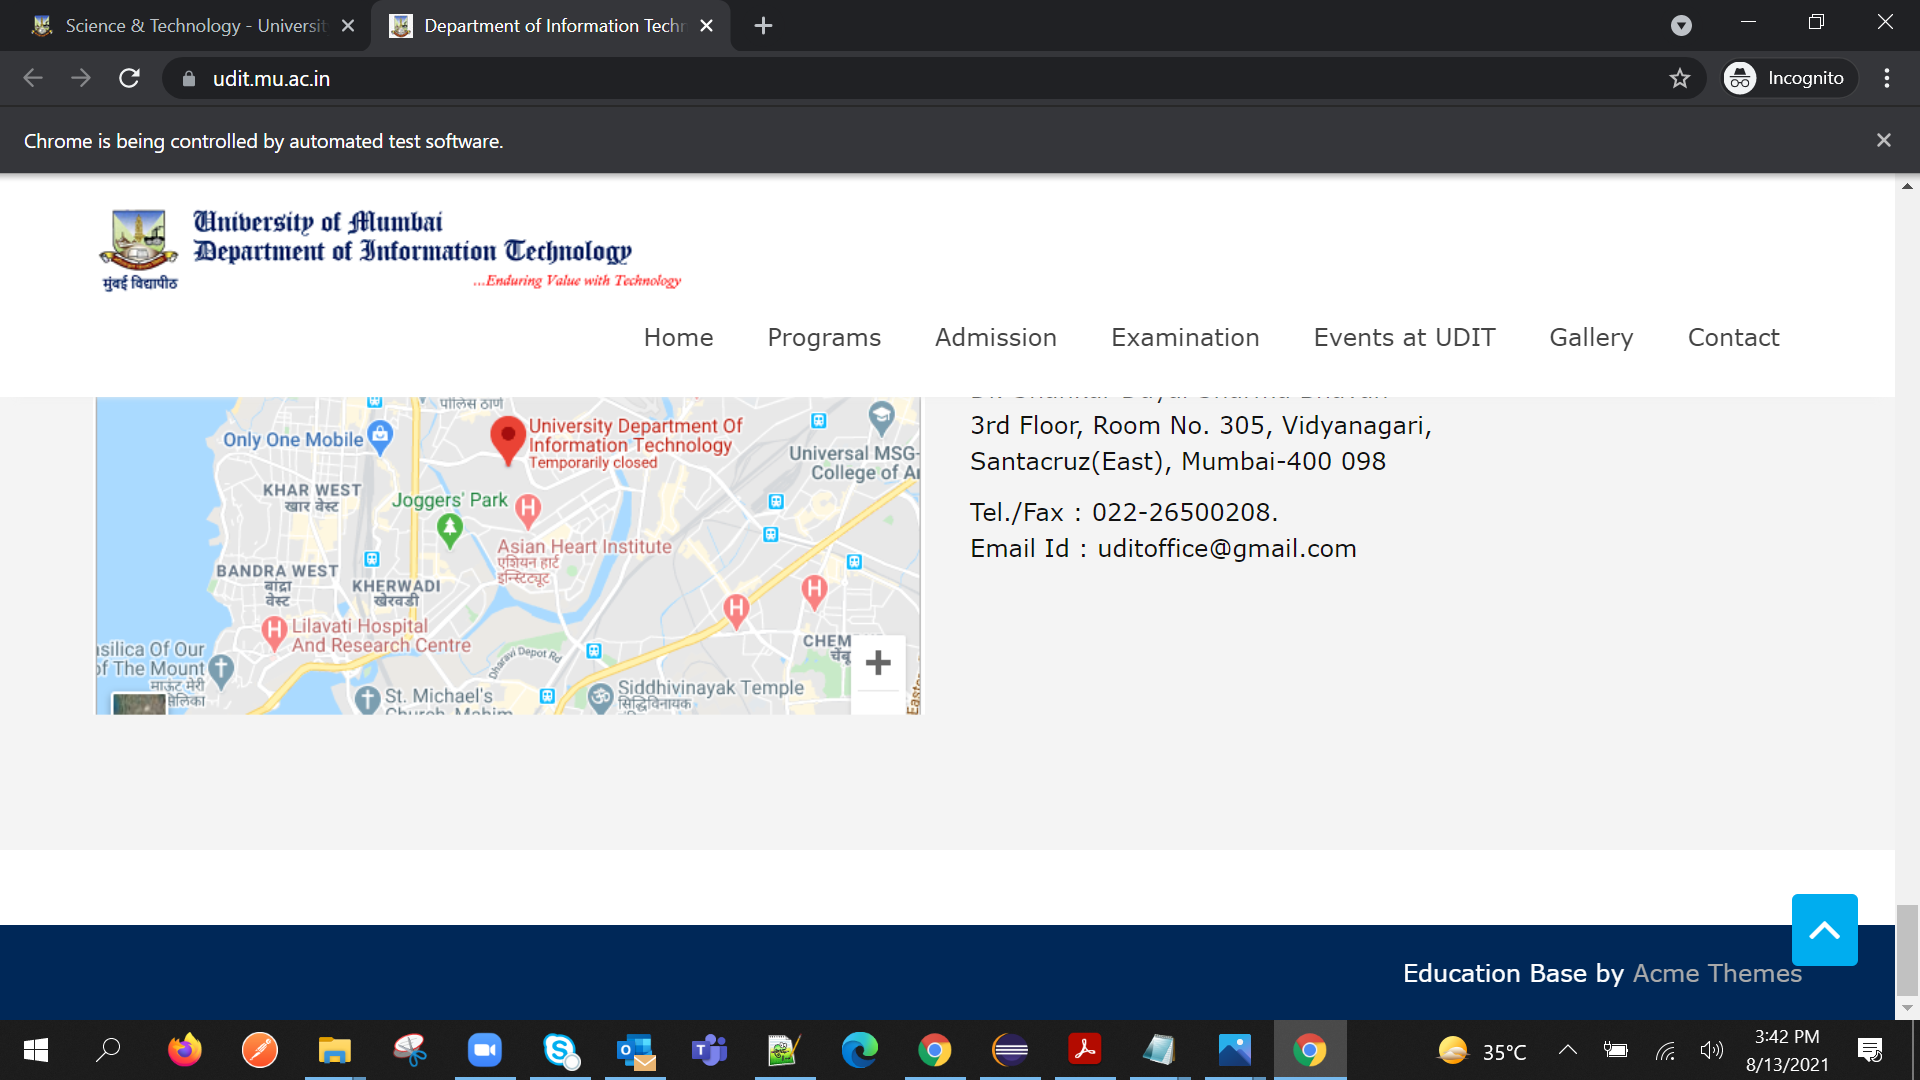 Science & Technology - Universit
Department of Information Techr
udit.mu.ac.in
Incognito
Chrome is being controlled by automated test software.
University of Mumbai
Department of Information Technology
...Enduring Value with Technology
मुंबई विद्यापीठ
Home Programs Admission Examination Events at UDIT Gallery Contact
पोलिस ठाणे
Only One Mobile
University Department Of
Information Technology
Temporarily closed
Universal MSG-
College of Ar
KHAR WEST
खार वेस्ट
Joggers' Park
Asian Heart Institute
एशियन हार्ट
इन्स्टिट्यूट
BANDRA WEST
बांद्रा
वेस्ट
KHERWADI
खेरवडी
Lilavati Hospital
And Research Centre
CHEM
चेंबू
asilica Of Our
of The Mount
माऊंट मेरी
Dharavi Depot Rd
St. Michael's
Church, Mahim
Siddhivinayak Temple
सिद्धिविनायक
Easter
3rd Floor, Room No. 305, Vidyanagari,
Santacruz(East), Mumbai-400 098
Tel./Fax : 022-26500208.
Email Id : uditoffice@gmail.com
Education Base by Acme Themes
35°C
3:42 PM
8/13/2021